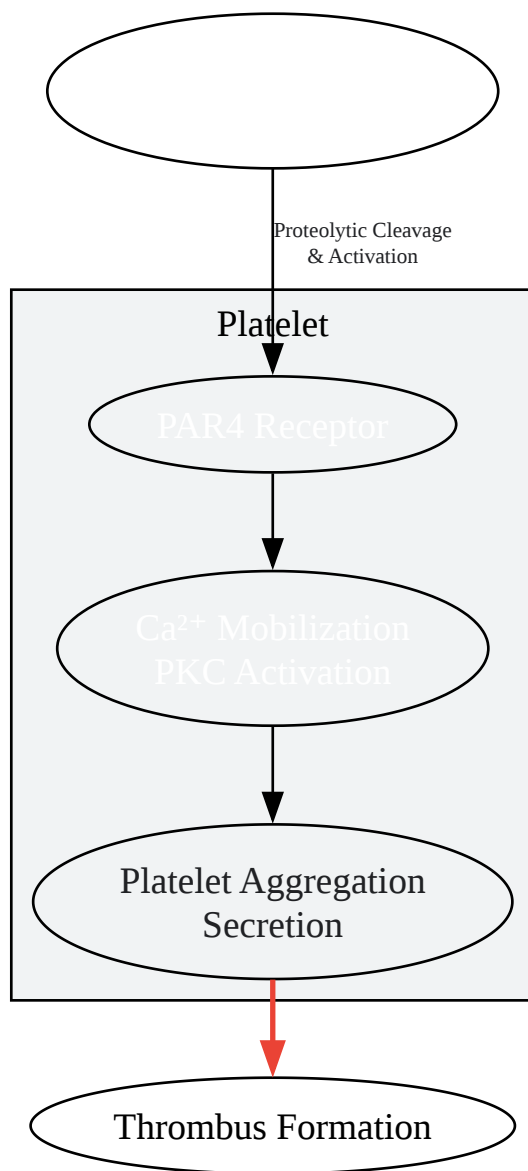 Proteolytic Cleavage
& Activation
Platelet
PAR4 Receptor
Ca²⁺ Mobilization
PKC Activation
Platelet Aggregation
Secretion
Thrombus Formation